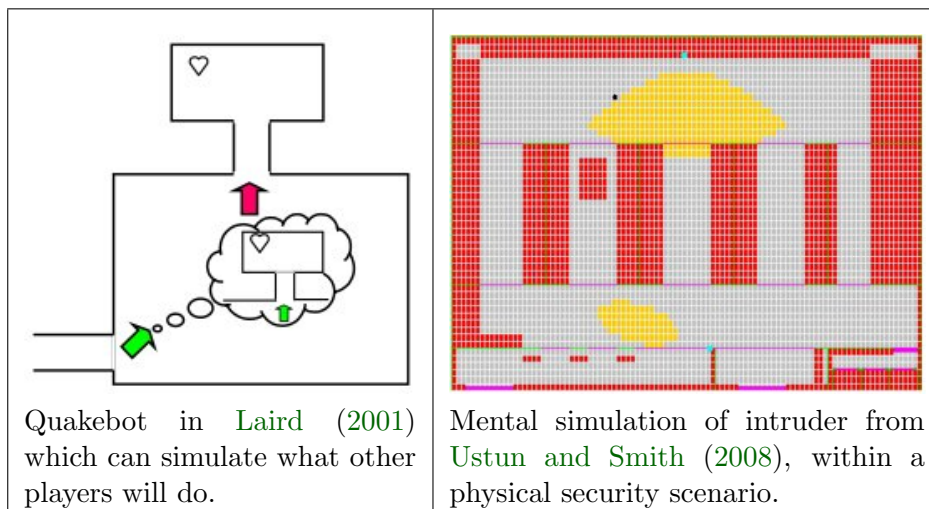 Quakebot in Laird (2001)
which can simulate what other
players will do.
Mental simulation of intruder from
Ustun and Smith (2008), within a
physical security scenario.